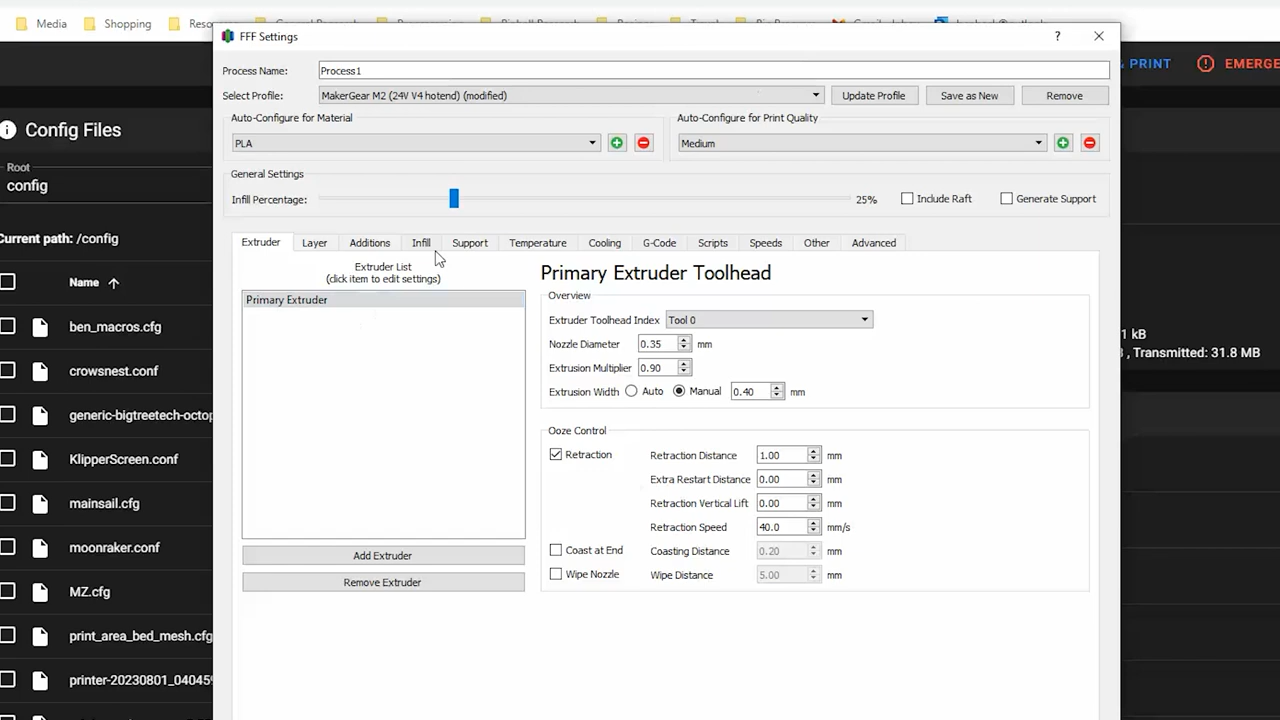 Media Shopping
FFF Settings ?
Process Name: Process1
Select Profile: MakerGear M2 (24V V4 hotend) (modified) Update Profile Save as New Remove
Auto-Configure for Material Auto-Configure for Print Quality
PLA Medium
General Settings
Infill Percentage: 25% Include Raft Generate Support
Extruder Layer Additions Infill Support Temperature Cooling G-Code Scripts Speeds Other Advanced
Extruder List
(click item to edit settings)
Primary Extruder
Add Extruder
Remove Extruder
Primary Extruder Toolhead
Overview
Extruder Toolhead Index Tool 0
Nozzle Diameter 0.35 mm
Extrusion Multiplier 0.90
Extrusion Width Auto Manual 0.40 mm
Ooze Control
Retraction Retraction Distance 1.00 mm
Extra Restart Distance 0.00 mm
Retraction Vertical Lift 0.00 mm
Retraction Speed 40.0 mm/s
Coast at End Coasting Distance 0.20 mm
Wipe Nozzle Wipe Distance 5.00 mm
Config Files
Root
config
Current path: /config
Name
ben_macros.cfg
crowsnest.conf
generic-bigtreetech-octop
KlipperScreen.conf
mainsail.cfg
moonraker.conf
MZ.cfg
print_area_bed_mesh.cfg
printer-20230801_040459
PRINT EMERGE
1 kB
, Transmitted: 31.8 MB